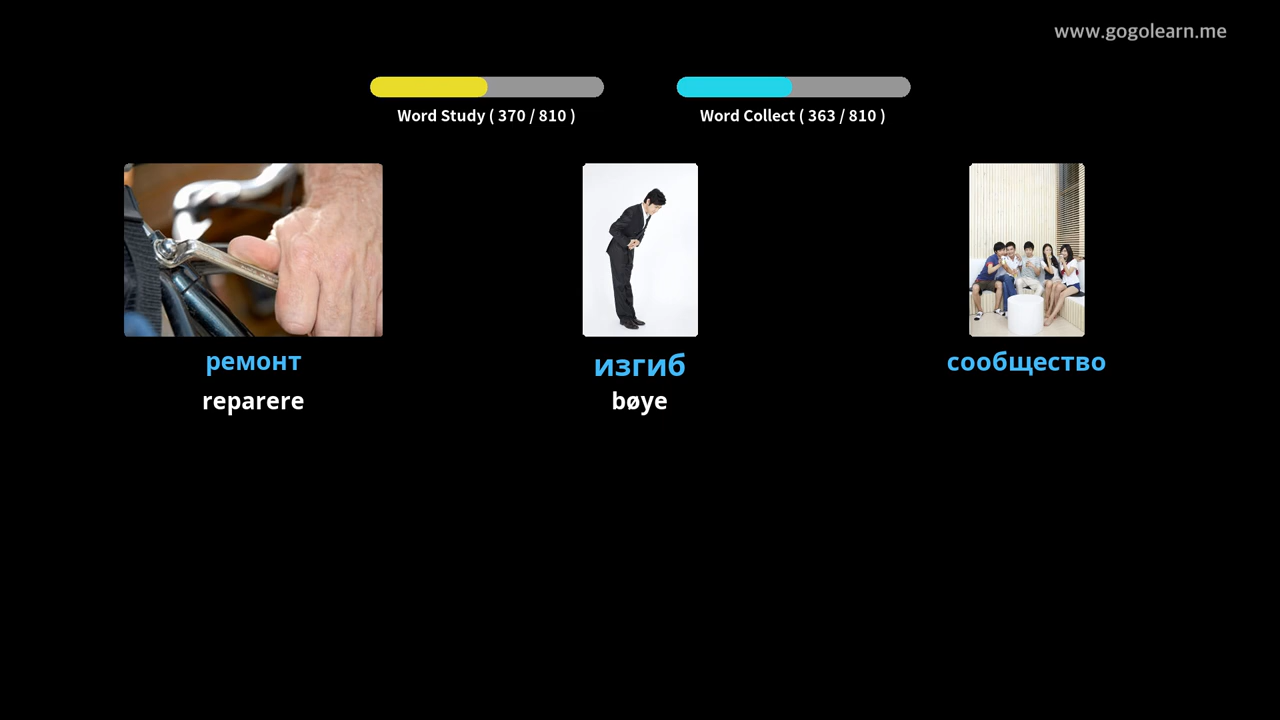 www.gogolearn.me
Word Study ( 370 / 810 )
Word Collect ( 363 / 810 )
ремонт
изгиб
сообщество
reparere
bøye